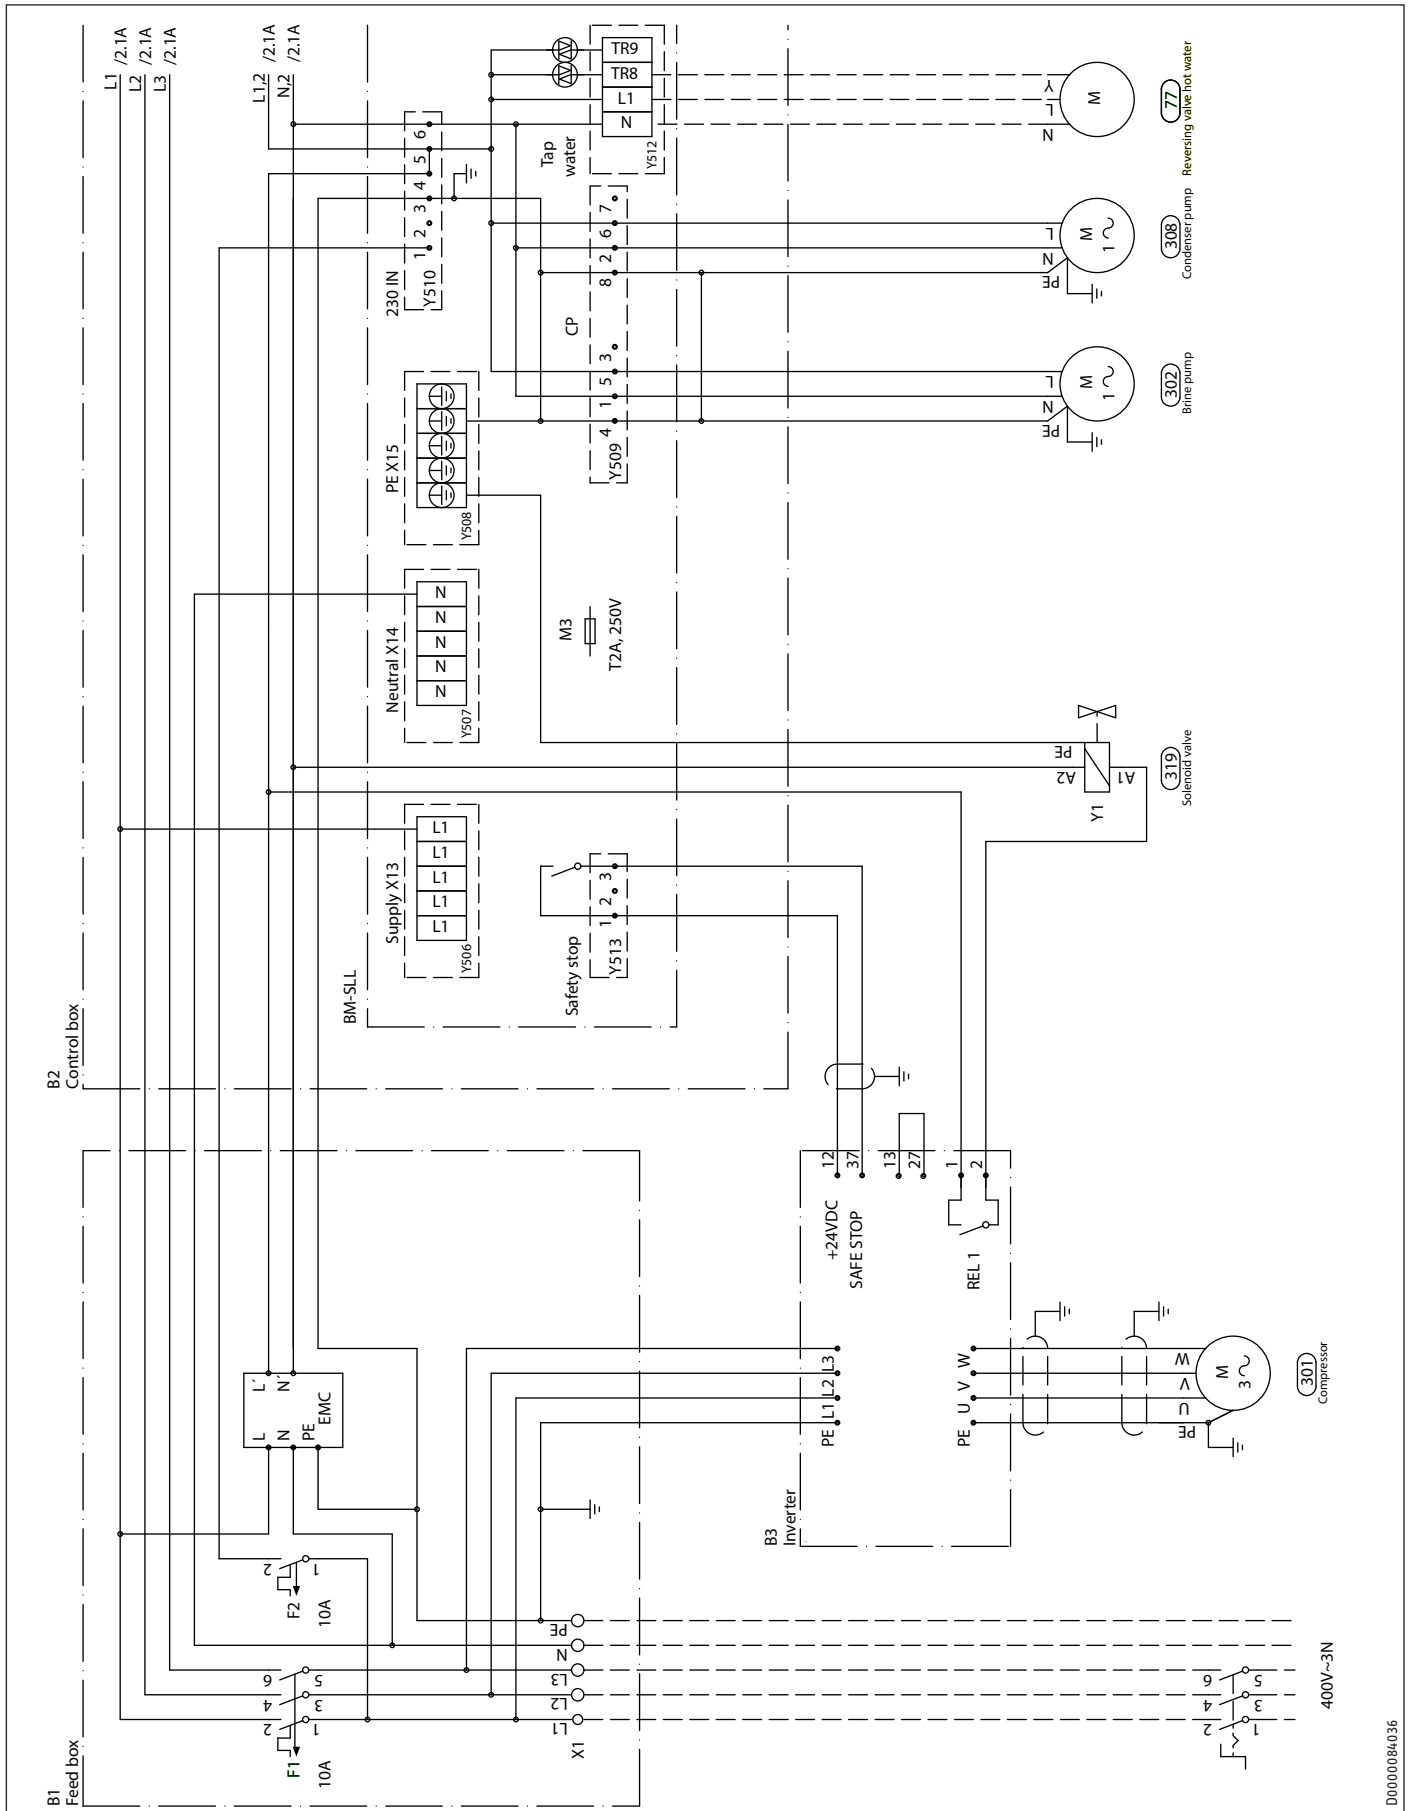 B1
Feed box
F1
10A
2
4
6
1
3
5
F2
10A
2
1
X1
L1
L2
L3
N
PE
400V~3N
2
4
6
1
3
5
L
N
PE
EMC
L´
N´
B2
Control box
L1 /2.1A
L2 /2.1A
L3 /2.1A
L1,2 /2.1A
N,2 /2.1A
BM-SLL
Supply X13
L1
L1
L1
L1
L1
Y506
Neutral X14
N
N
N
N
N
Y507
PE X15
Y508
230 IN
Y510
1 2 3 4 5 6
Safety stop
Y513
1 2 3
M3
T2A, 250V
CP
Y509
4 1 5 3 8 2 6 7
Tap
water
N
L1
TR8
TR9
Y512
B3
Inverter
PE L1 L2 L3
+24VDC
SAFE STOP
12
37
13
27
REL 1
1
2
PE U V W
PE
U
V
W
M
3
301
Compressor
Y1
A1
A2
PE
319
Solenoid valve
PE
N
L
M
1
302
Brine pump
PE
N
L
M
1
308
Condenser pump
N
L
Y
M
77
Reversing valve hot water
D0000084036